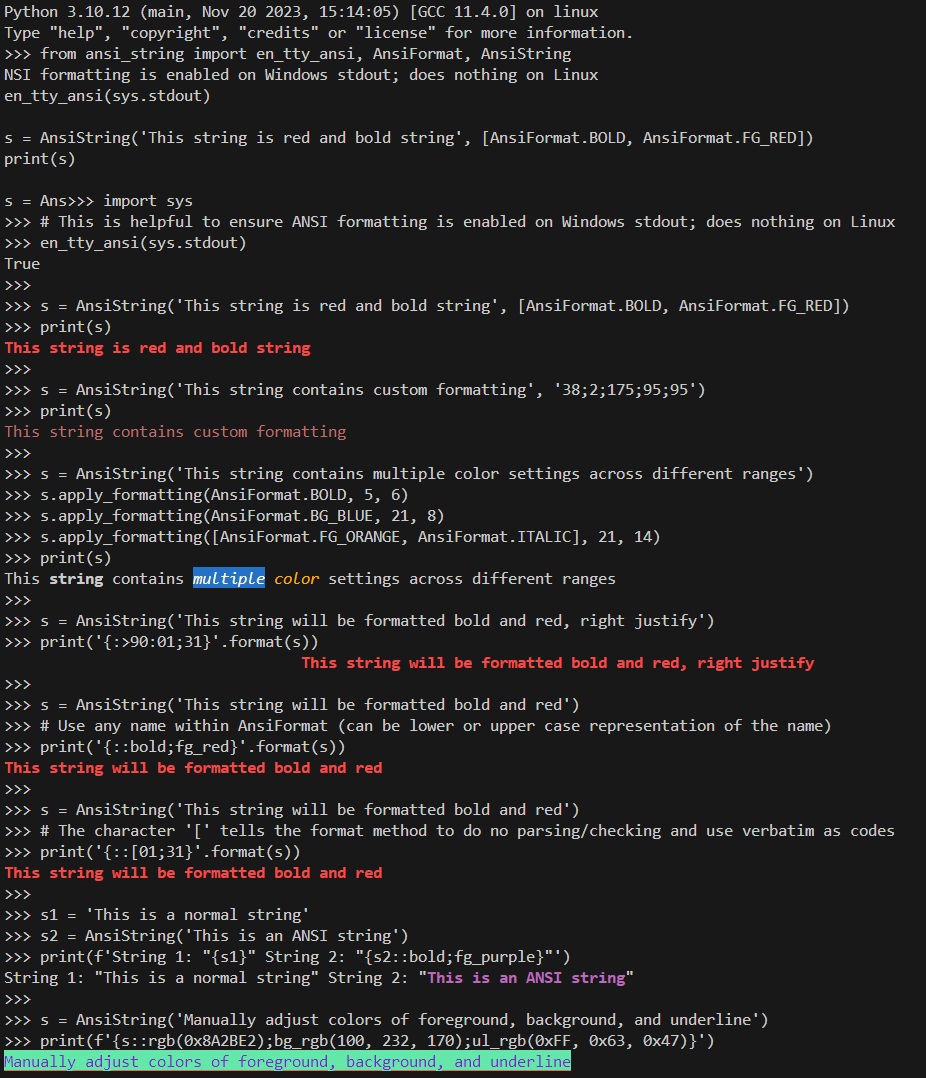 Python 3.10.12 (main, Nov 20 2023, 15:14:05) [GCC 11.4.0] on linux
Type "help", "copyright", "credits" or "license" for more information.
>>> from ansi_string import en_tty_ansi, AnsiFormat, AnsiString
NSI formatting is enabled on Windows stdout; does nothing on Linux
en_tty_ansi(sys.stdout)

s = AnsiString('This string is red and bold string', [AnsiFormat.BOLD, AnsiFormat.FG_RED])
print(s)

s = Ans>>> import sys
>>> # This is helpful to ensure ANSI formatting is enabled on Windows stdout; does nothing on Linux
>>> en_tty_ansi(sys.stdout)
True
>>>
>>> s = AnsiString('This string is red and bold string', [AnsiFormat.BOLD, AnsiFormat.FG_RED])
>>> print(s)
This string is red and bold string
>>>
>>> s = AnsiString('This string contains custom formatting', '38;2;175;95;95')
>>> print(s)
This string contains custom formatting
>>>
>>> s = AnsiString('This string contains multiple color settings across different ranges')
>>> s.apply_formatting(AnsiFormat.BOLD, 5, 6)
>>> s.apply_formatting(AnsiFormat.BG_BLUE, 21, 8)
>>> s.apply_formatting([AnsiFormat.FG_ORANGE, AnsiFormat.ITALIC], 21, 14)
>>> print(s)
This string contains multiple color settings across different ranges
>>>
>>> s = AnsiString('This string will be formatted bold and red, right justify')
>>> print('{:>90:01;31}'.format(s))
This string will be formatted bold and red, right justify
>>>
>>> s = AnsiString('This string will be formatted bold and red')
>>> # Use any name within AnsiFormat (can be lower or upper case representation of the name)
>>> print('{::bold;fg_red}'.format(s))
This string will be formatted bold and red
>>>
>>> s = AnsiString('This string will be formatted bold and red')
>>> # The character '[' tells the format method to do no parsing/checking and use verbatim as codes
>>> print('{::[01;31}'.format(s))
This string will be formatted bold and red
>>>
>>> s1 = 'This is a normal string'
>>> s2 = AnsiString('This is an ANSI string')
>>> print(f'String 1: "{s1}" String 2: "{s2::bold;fg_purple}"')
String 1: "This is a normal string" String 2: "This is an ANSI string"
>>>
>>> s = AnsiString('Manually adjust colors of foreground, background, and underline')
>>> print(f'{s::rgb(0x8A2BE2);bg_rgb(100, 232, 170);ul_rgb(0xFF, 0x63, 0x47)}')
Manually adjust colors of foreground, background, and underline